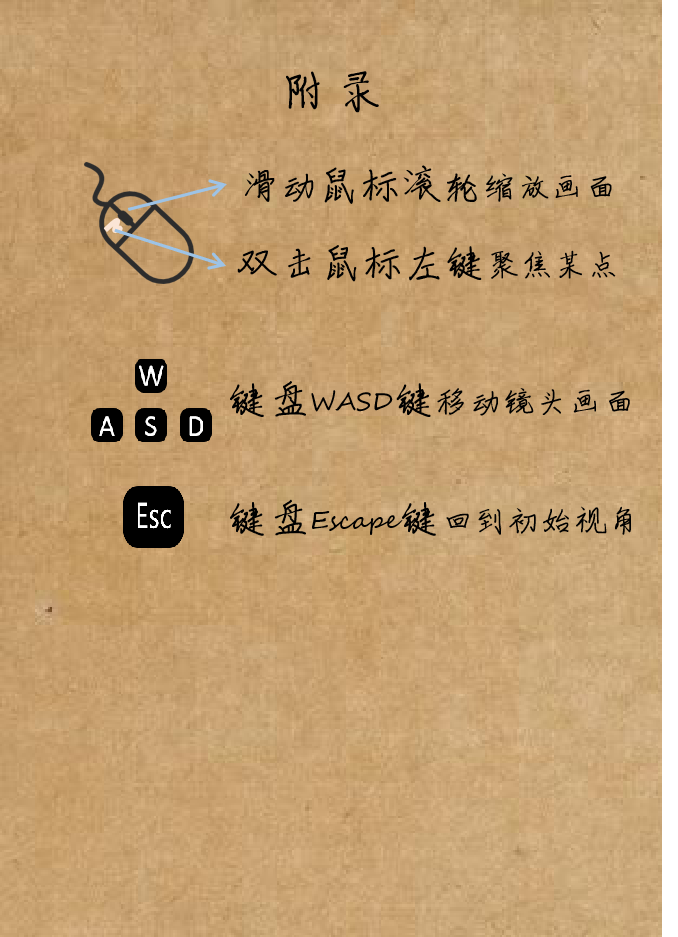 附录
滑动鼠标滚轮缩放画面
双击鼠标左键聚焦某点
W
A S D
键盘WASD键移动镜头画面
Esc
键盘Escape键回到初始视角